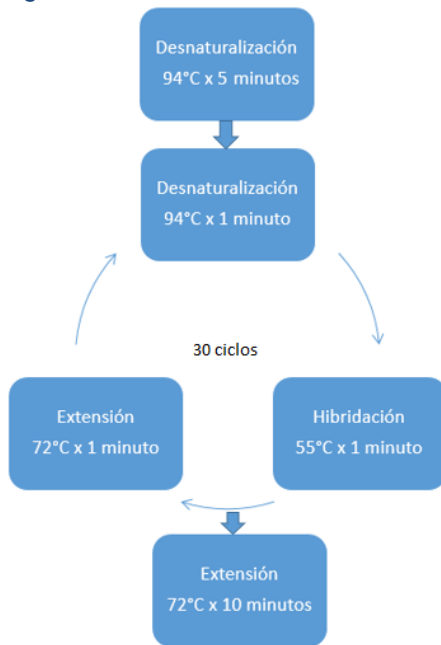 Desnaturalización
94°C x 5 minutos
Desnaturalización
94°C x 1 minuto
30 ciclos
Extensión
72°C x 1 minuto
Hibridación
55°C x 1 minuto
Extensión
72°C x 10 minutos